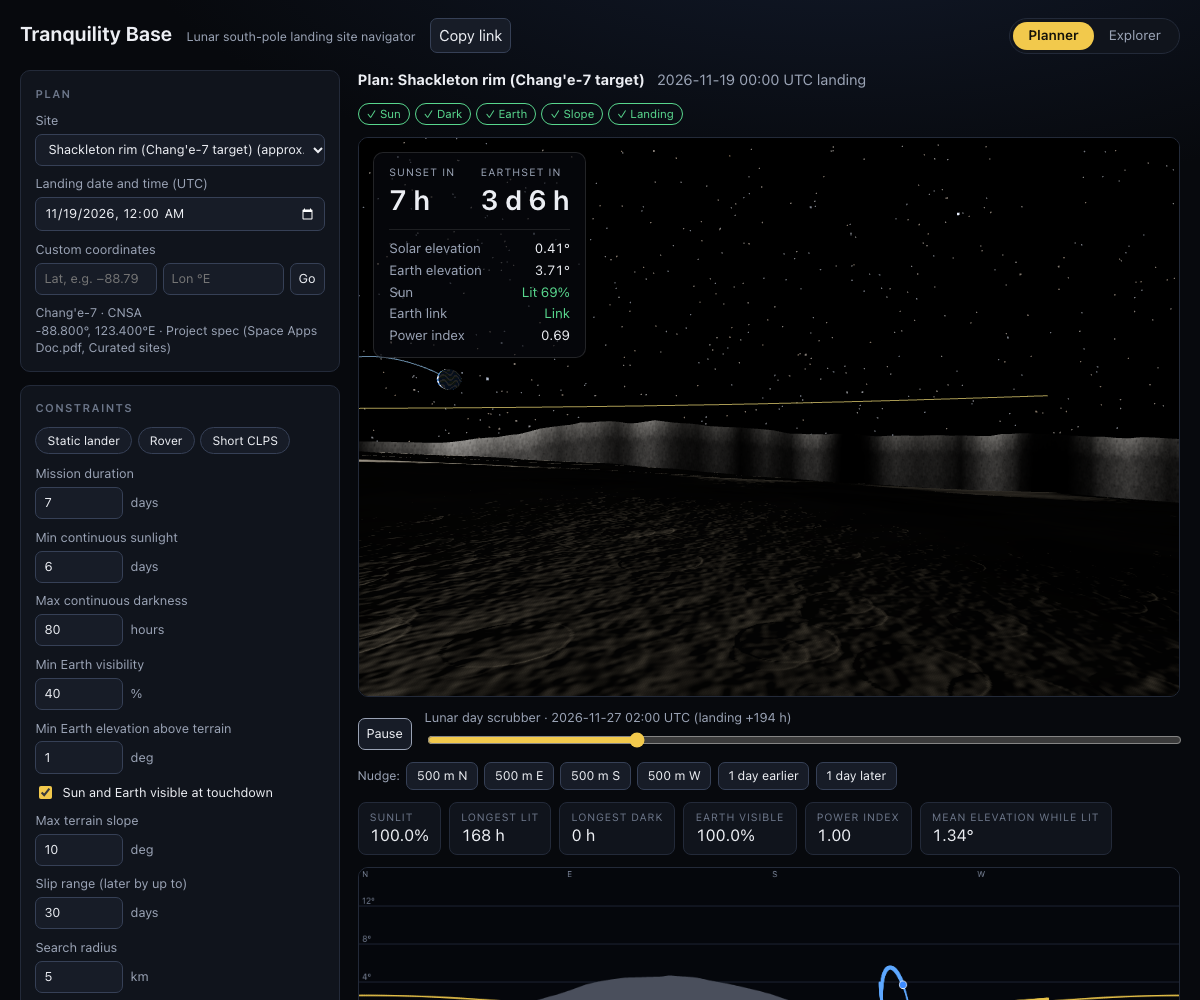 Tranquility Base Lunar south-pole landing site navigator Copy link Planner Explorer
PLAN
Site
Shackleton rim (Chang'e-7 target) (approx.
Landing date and time (UTC)
11/19/2026, 12:00 AM
Custom coordinates
Lat, e.g. −88.79 Lon °E Go
Chang'e-7 · CNSA
-88.800°, 123.400°E · Project spec (Space Apps
Doc.pdf, Curated sites)
CONSTRAINTS
Static lander Rover Short CLPS
Mission duration
7 days
Min continuous sunlight
6 days
Max continuous darkness
80 hours
Min Earth visibility
40 %
Min Earth elevation above terrain
1 deg
Sun and Earth visible at touchdown
Max terrain slope
10 deg
Slip range (later by up to)
30 days
Search radius
5 km
Plan: Shackleton rim (Chang'e-7 target) 2026-11-19 00:00 UTC landing
✓ Sun ✓ Dark ✓ Earth ✓ Slope ✓ Landing
SUNSET IN EARTHSET IN
7 h 3 d 6 h
Solar elevation 0.41°
Earth elevation 3.71°
Sun Lit 69%
Earth link Link
Power index 0.69
Pause Lunar day scrubber · 2026-11-27 02:00 UTC (landing +194 h)
Nudge: 500 m N 500 m E 500 m S 500 m W 1 day earlier 1 day later
SUNLIT LONGEST LIT LONGEST DARK EARTH VISIBLE POWER INDEX MEAN ELEVATION WHILE LIT
100.0% 168 h 0 h 100.0% 1.00 1.34°
N E S W
12°
8°
4°